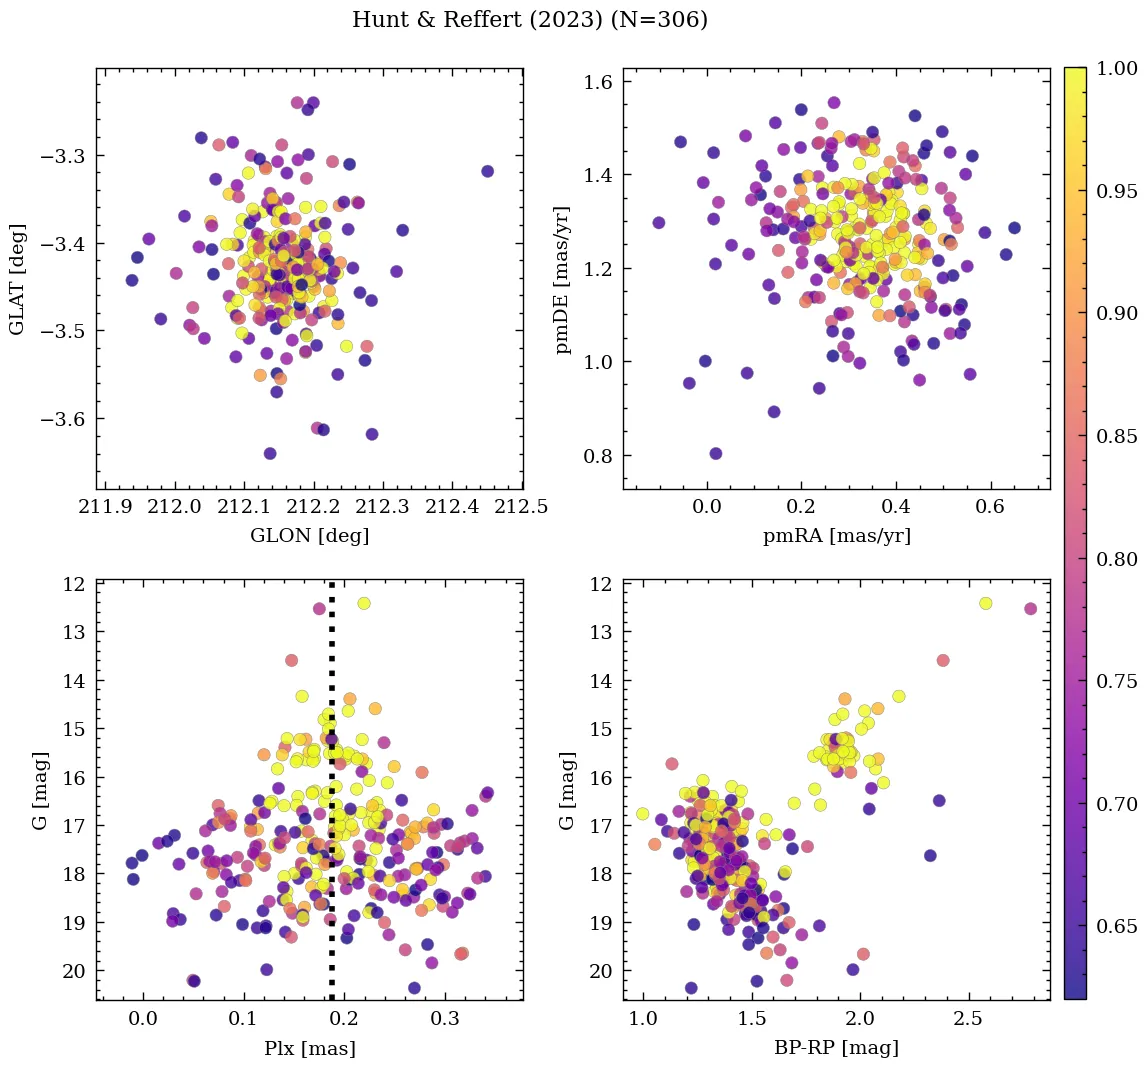 Hunt & Reffert (2023) (N=306)
−3.3
−3.4
−3.5
−3.6
GLAT [deg]
211.9 212.0 212.1 212.2 212.3 212.4 212.5
GLON [deg]
1.6
1.4
1.2
1.0
0.8
pmDE [mas/yr]
0.0 0.2 0.4 0.6
pmRA [mas/yr]
12
13
14
15
16
17
18
19
20
G [mag]
0.0 0.1 0.2 0.3
Plx [mas]
12
13
14
15
16
17
18
19
20
G [mag]
1.0 1.5 2.0 2.5
BP-RP [mag]
1.00
0.95
0.90
0.85
0.80
0.75
0.70
0.65